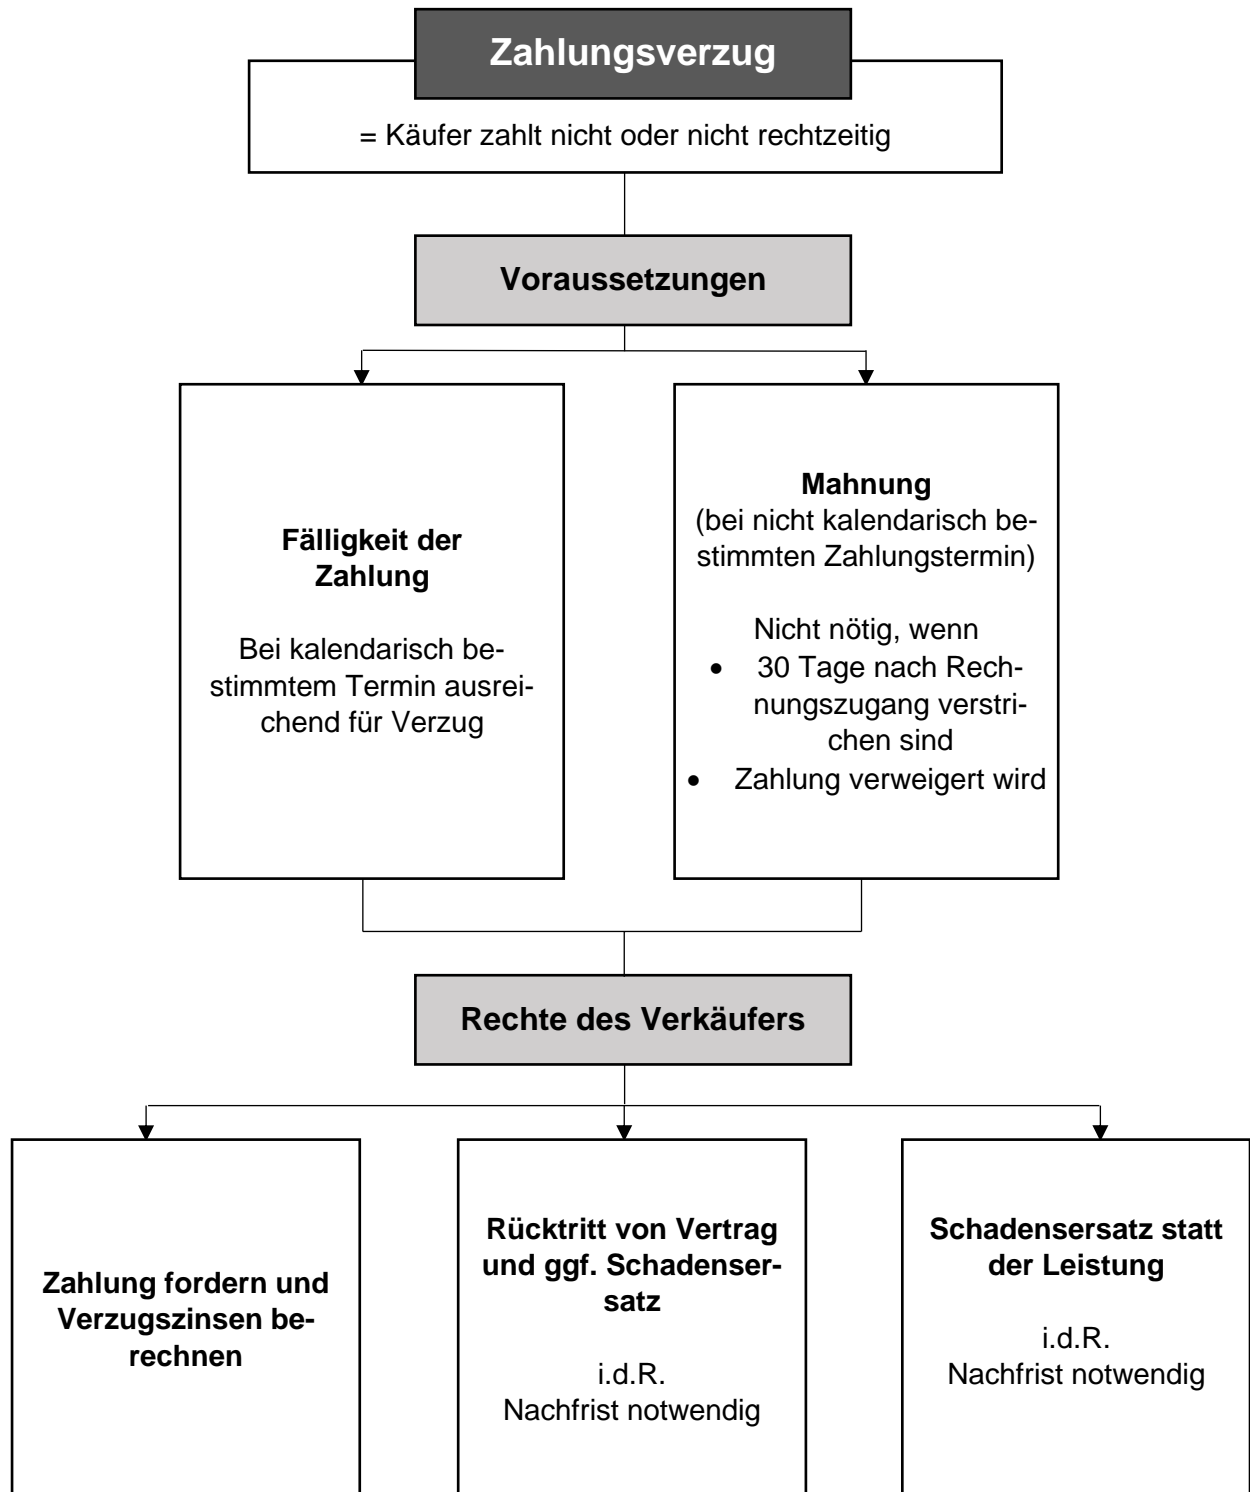 Zahlungsverzug
= Käufer zahlt nicht oder nicht rechtzeitig
Voraussetzungen
Fälligkeit der
Zahlung
Bei kalendarisch be-
stimmtem Termin ausrei-
chend für Verzug
Mahnung
(bei nicht kalendarisch be-
stimmten Zahlungstermin)
Nicht nötig, wenn
• 30 Tage nach Rech-
nungszugang verstri-
chen sind
• Zahlung verweigert wird
Rechte des Verkäufers
Zahlung fordern und
Verzugszinsen be-
rechnen
Rücktritt von Vertrag
und ggf. Schadenser-
satz
i.d.R.
Nachfrist notwendig
Schadensersatz statt
der Leistung
i.d.R.
Nachfrist notwendig